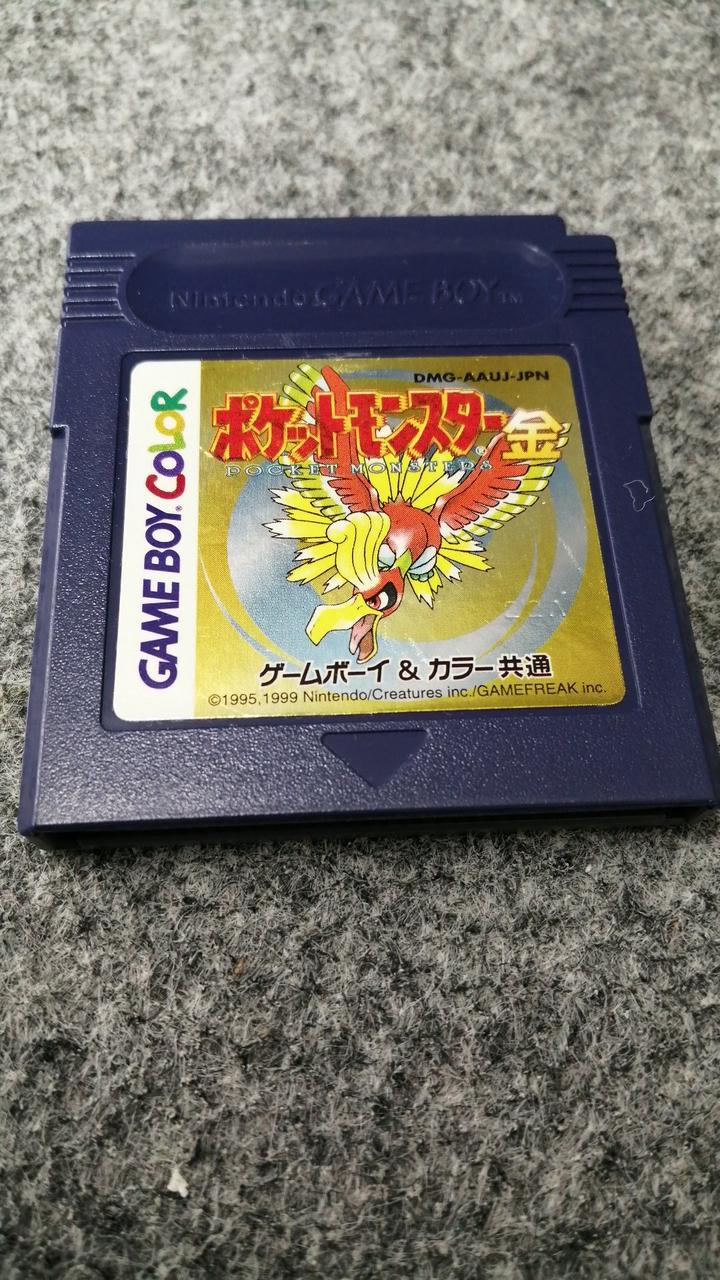 Nintendo GAME BOY™
DMG-AAUJ-JPN
ポケットモンスター金
POCKET MONSTERS
GAME BOY COLOR
ゲームボーイ & カラー共通
©1995,1999 Nintendo/Creatures inc./GAMEFREAK inc.